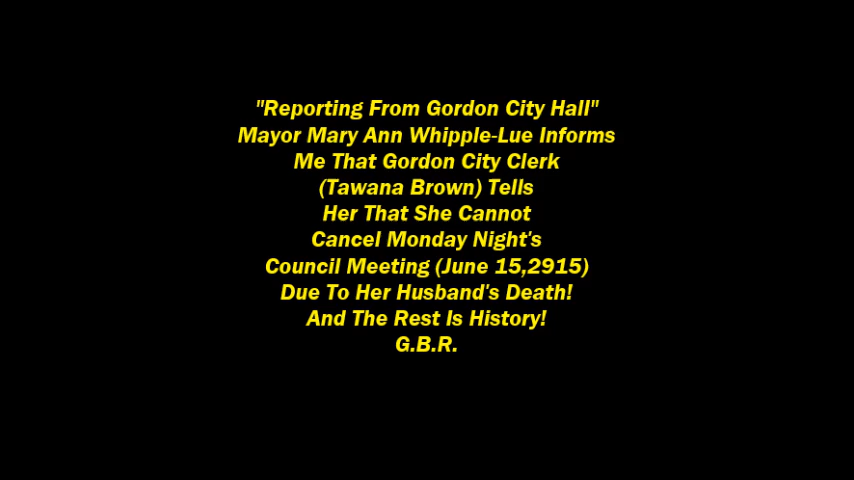 "Reporting From Gordon City Hall"
Mayor Mary Ann Whipple-Lue Informs
Me That Gordon City Clerk
(Tawana Brown) Tells
Her That She Cannot
Cancel Monday Night's
Council Meeting (June 15,2915)
Due To Her Husband's Death!
And The Rest Is History!
G.B.R.